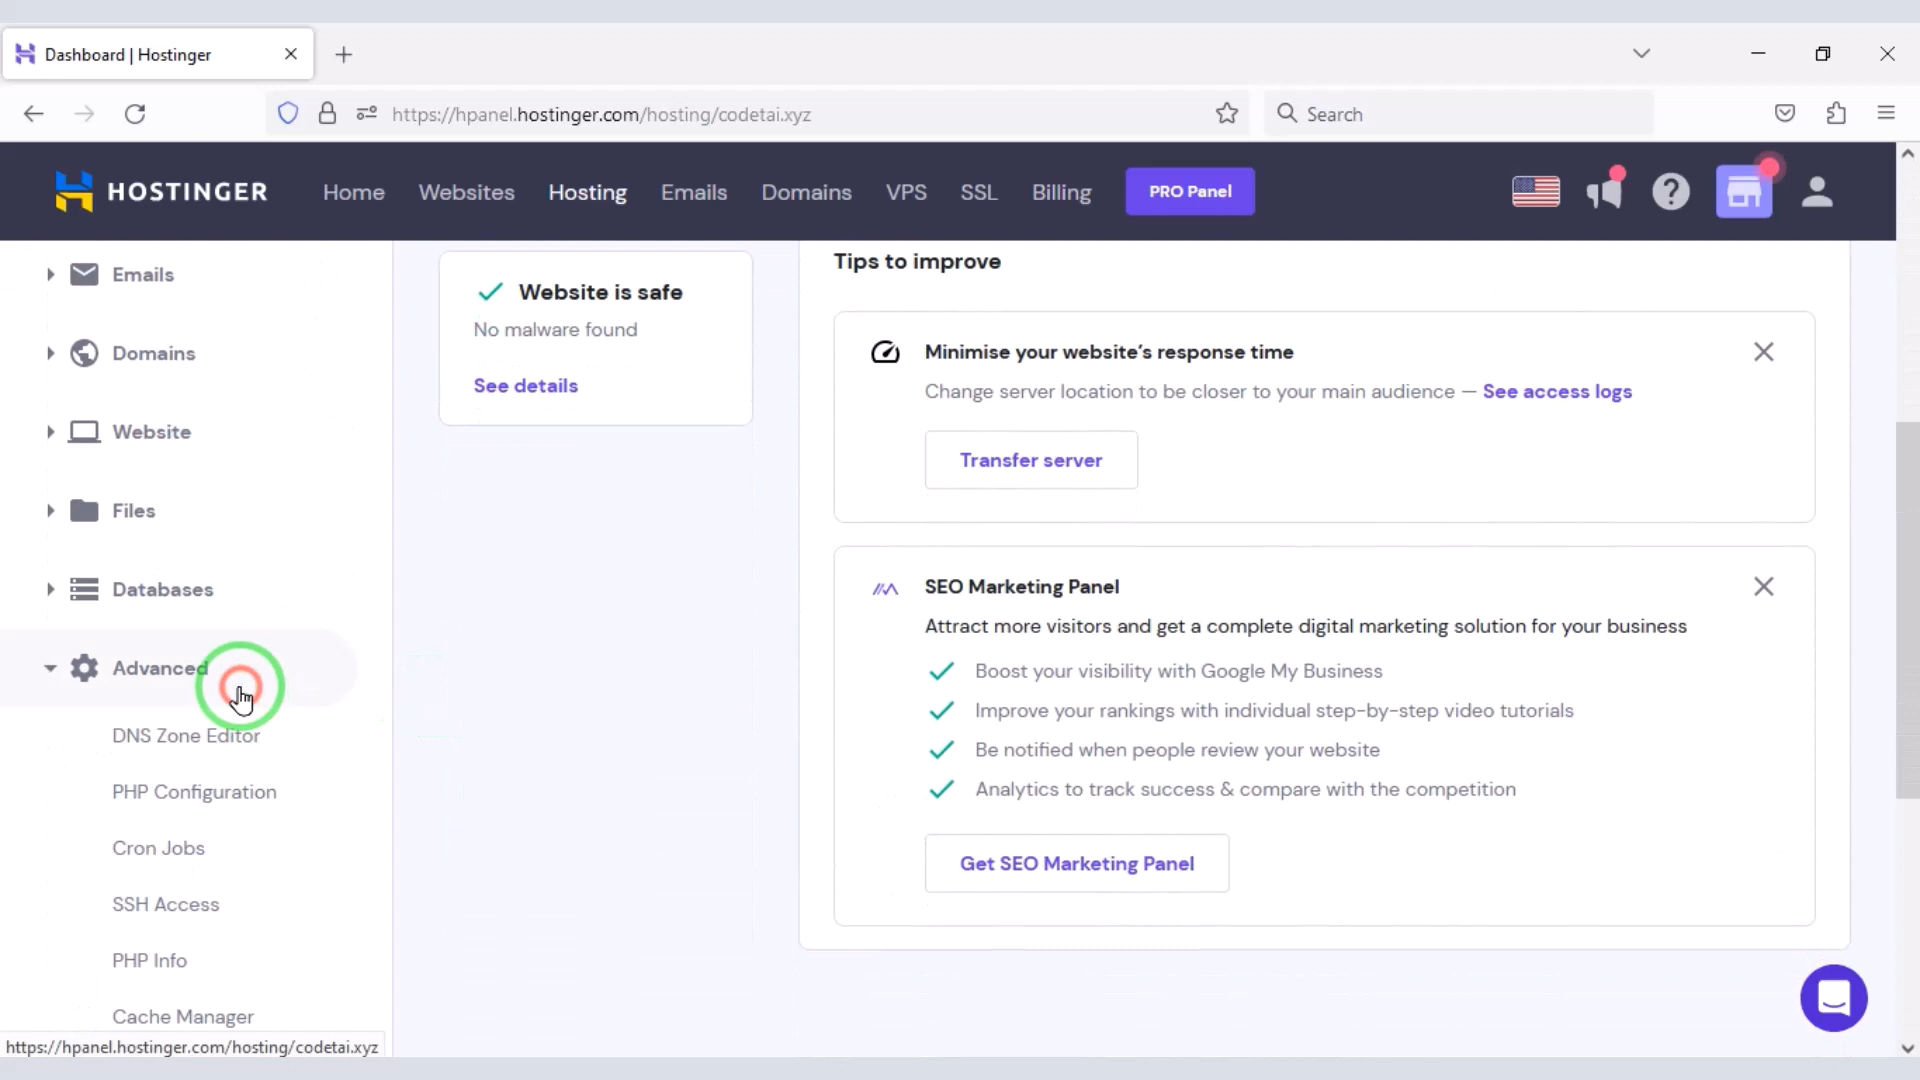 Dashboard | Hostinger
https://hpanel.hostinger.com/hosting/codetai.xyz
Search
HOSTINGER
Home
Websites
Hosting
Emails
Domains
VPS
SSL
Billing
PRO Panel
Emails
Domains
Website
Files
Databases
Advanced
DNS Zone Editor
PHP Configuration
Cron Jobs
SSH Access
PHP Info
Cache Manager
https://hpanel.hostinger.com/hosting/codetai.xyz
Website is safe
No malware found
See details
Tips to improve
Minimise your website's response time
Change server location to be closer to your main audience — See access logs
Transfer server
SEO Marketing Panel
Attract more visitors and get a complete digital marketing solution for your business
Boost your visibility with Google My Business
Improve your rankings with individual step-by-step video tutorials
Be notified when people review your website
Analytics to track success & compare with the competition
Get SEO Marketing Panel